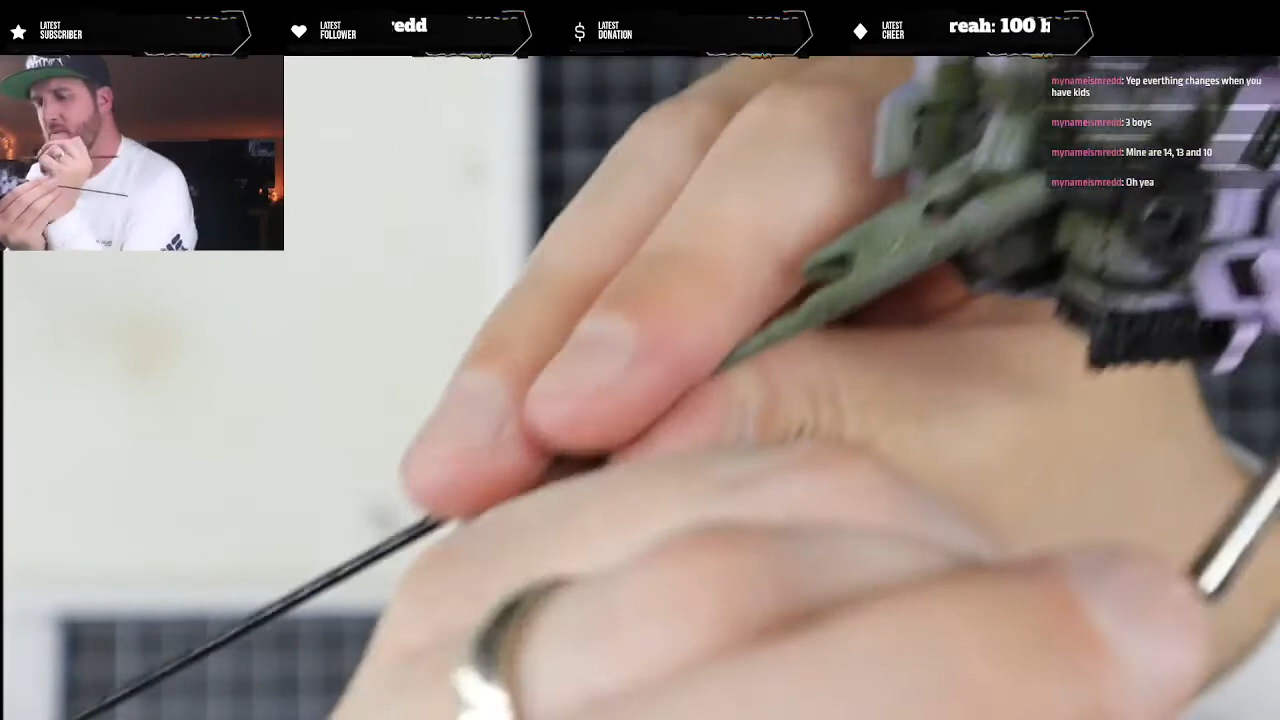 LATEST
SUBSCRIBER
LATEST
FOLLOWER
redd
LATEST
DONATION
LATEST
CHEER
reah: 100 b
mynameismredd: Yep everthing changes when you
have kids
mynameismredd: 3 boys
mynameismredd: Mine are 14, 13 and 10
mynameismredd: Oh yea